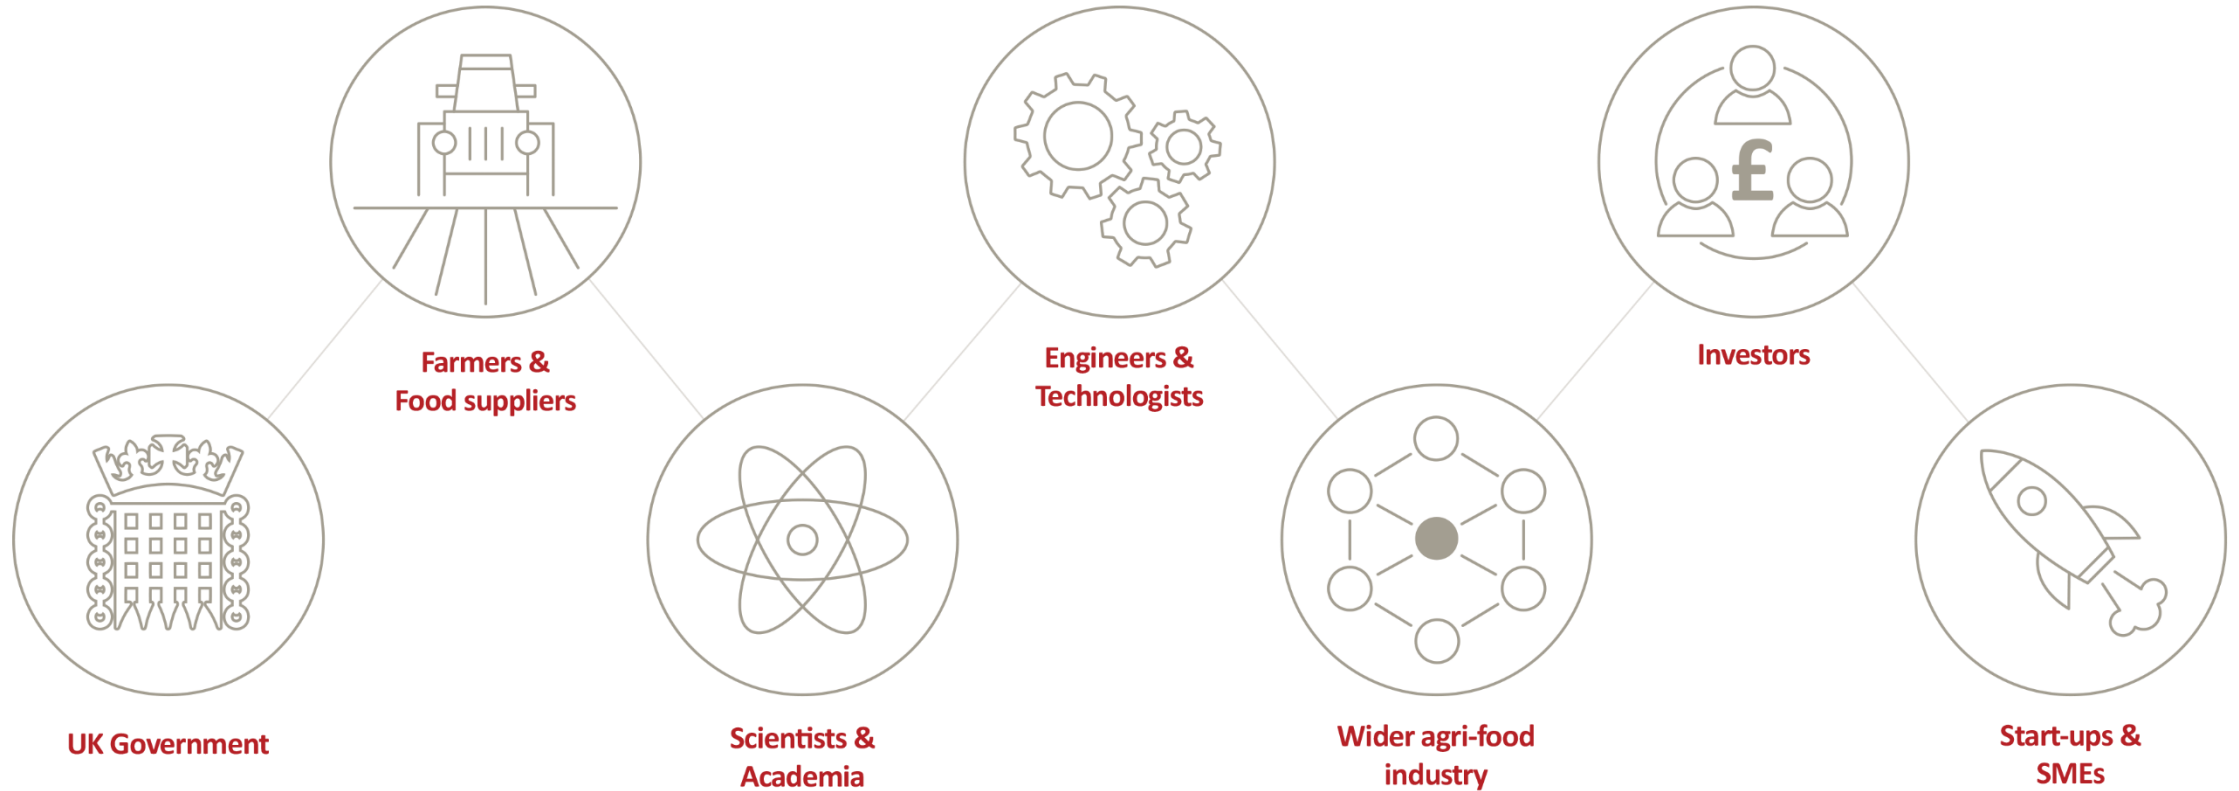 £
Farmers &
Food suppliers
Engineers &
Technologists
Investors
UK Government
Scientists &
Academia
Wider agri-food
industry
Start-ups &
SMEs